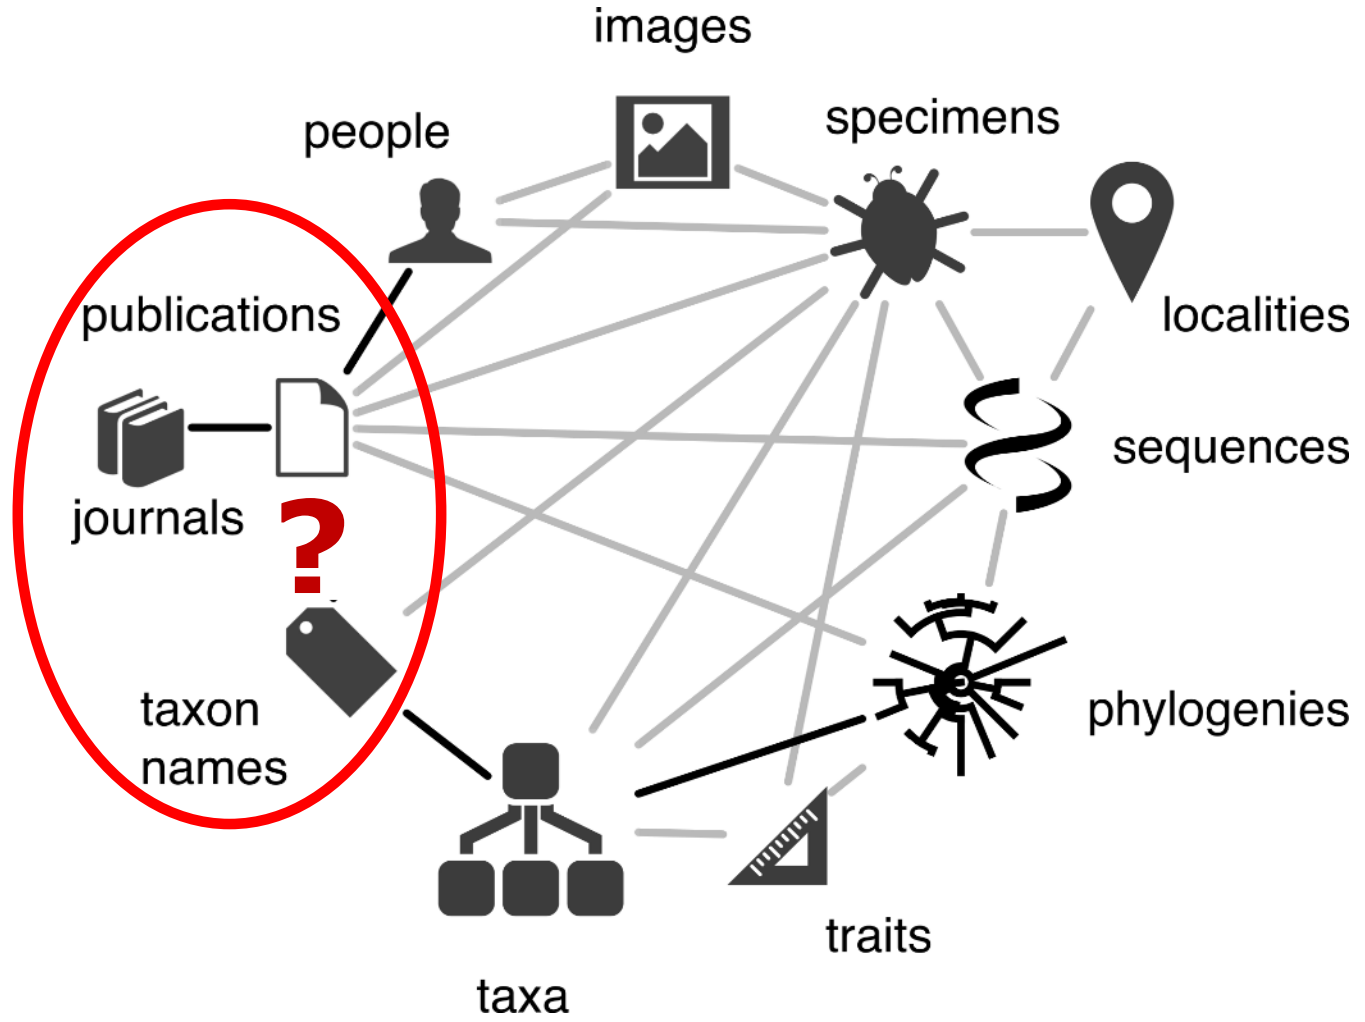 images
people
specimens
publications
localities
journals
sequences
?
taxon
names
phylogenies
traits
taxa